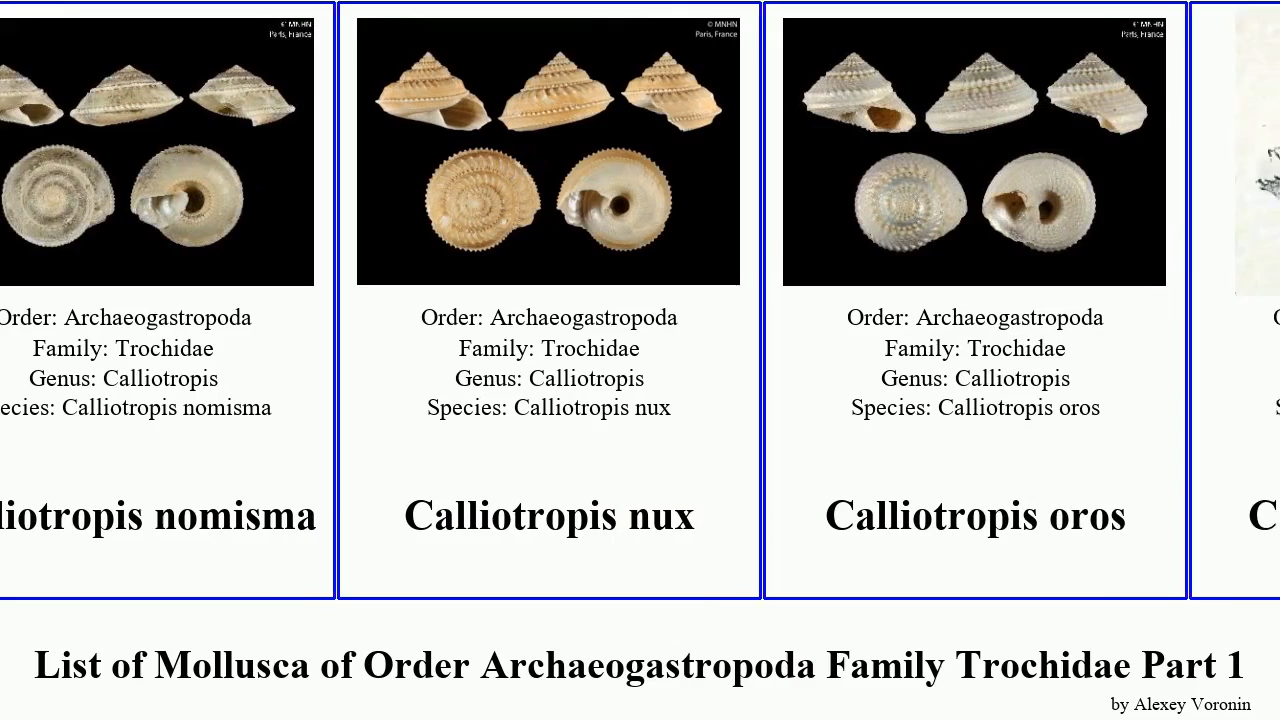 © MNHN
Paris, France
Order: Archaeogastropoda
Family: Trochidae
Genus: Calliotropis
ecies: Calliotropis nomisma
liotropis nomisma
© MNHN
Paris, France
Order: Archaeogastropoda
Family: Trochidae
Genus: Calliotropis
Species: Calliotropis nux
Calliotropis nux
© MNHN
Paris, France
Order: Archaeogastropoda
Family: Trochidae
Genus: Calliotropis
Species: Calliotropis oros
Calliotropis oros
C
List of Mollusca of Order Archaeogastropoda Family Trochidae Part 1
by Alexey Voronin